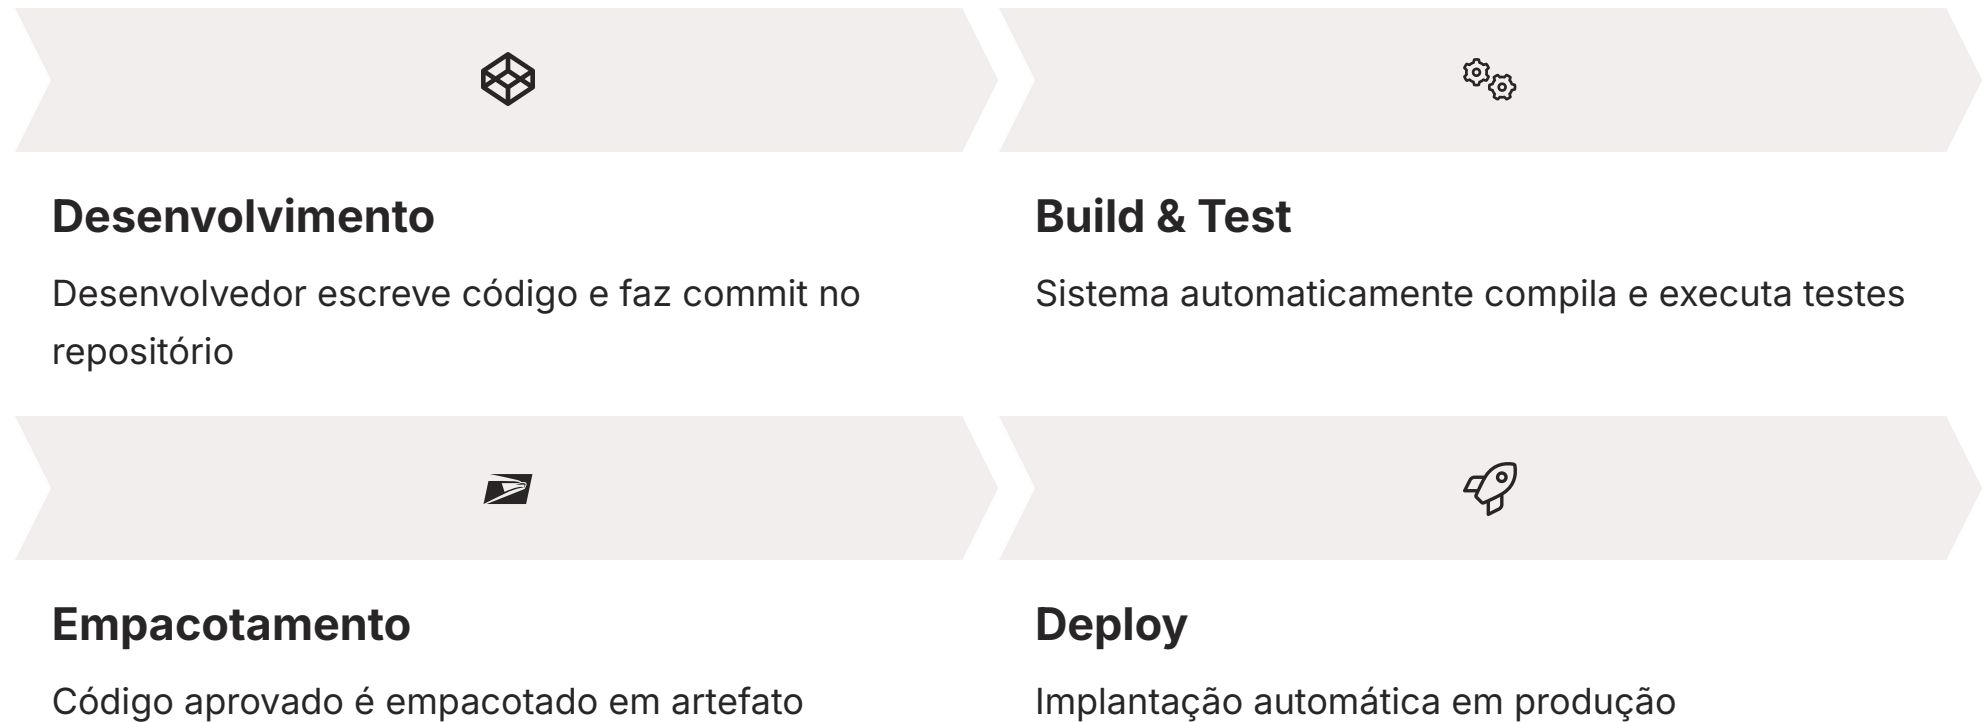 Desenvolvimento
Desenvolvedor escreve código e faz commit no
repositório
Build & Test
Sistema automaticamente compila e executa testes
Empacotamento
Código aprovado é empacotado em artefato
Deploy
Implantação automática em produção